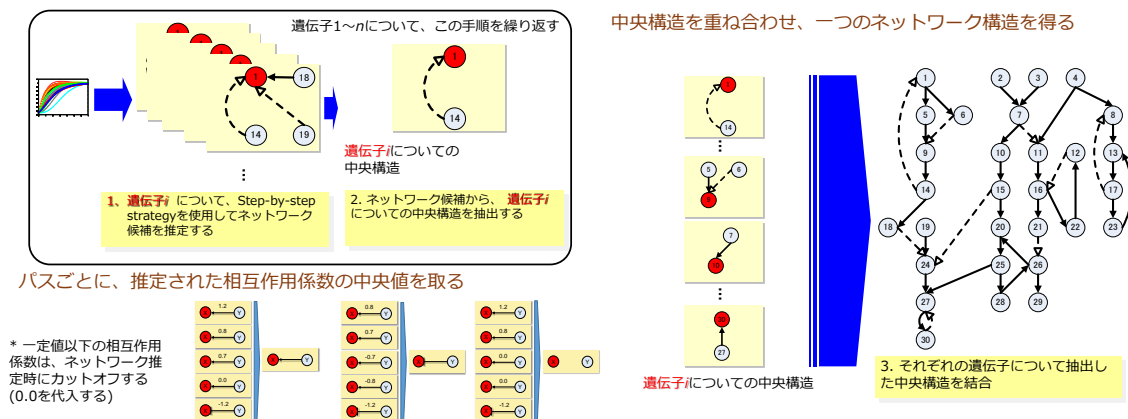 遺伝子1～nについて、この手順を繰り返す
1
18
14
19
1
14
…
遺伝子iについての
中央構造
1、遺伝子i について、Step-by-step
strategyを使用してネットワーク
候補を推定する
2. ネットワーク候補から、 遺伝子i
についての中央構造を抽出する
パスごとに、推定された相互作用係数の中央値を取る
* 一定値以下の相互作用
係数は、ネットワーク推
定時にカットオフする
(0.0を代入する)
X 1.2 Y
X 0.8 Y
X 0.7 Y
X 0.0 Y
X -1.2 Y
X Y
X 0.8 Y
X 0.7 Y
X -0.7 Y
X -0.8 Y
X -1.2 Y
X Y
X 1.2 Y
X 0.8 Y
X 0.0 Y
X 0.0 Y
X -1.2 Y
X Y
中央構造を重ね合わせ、一つのネットワーク構造を得る
1
14
…
5 6
…
7
…
30
27
遺伝子iについての中央構造
1 2 3 4
5 6 7 8
9 10 11 12 13
14 15 16 17
18 19 20 21 22 23
24 25 26
27 28 29
30
3. それぞれの遺伝子について抽出し
た中央構造を結合